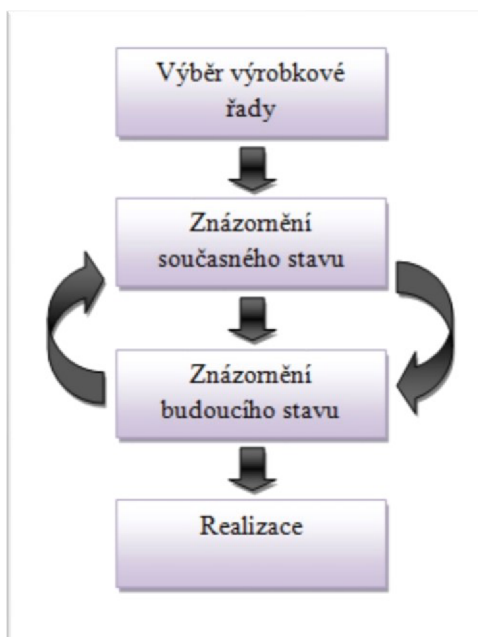 Výběr výrobkové
řady
Znázornění
současného stavu
Znázornění
budoucího stavu
Realizace